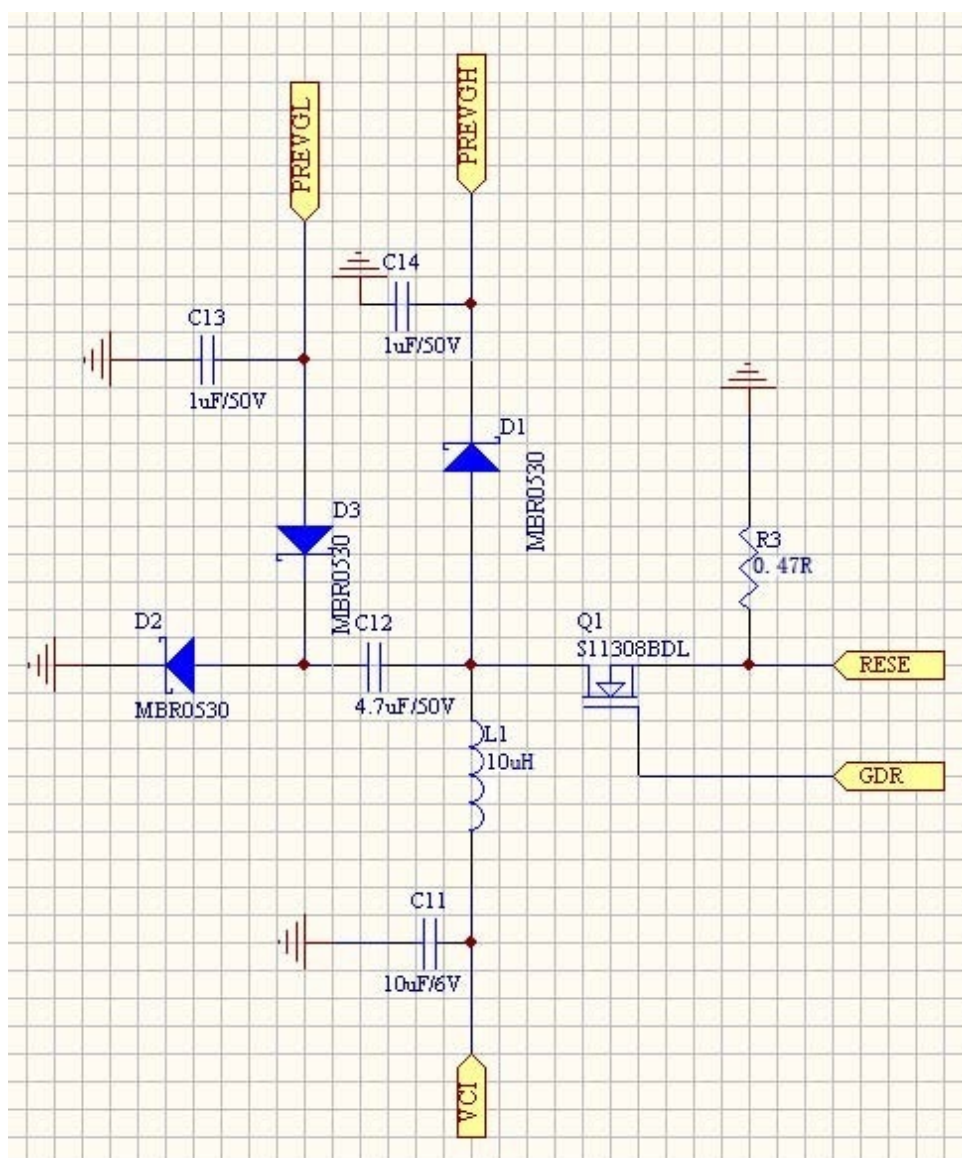 PREVGL
PREVGH
C14
1uF/50V
C13
1uF/50V
D1
MBR0530
D3
MBR0530
R3
0.47R
D2
MBR0530
C12
4.7uF/50V
Q1
S11308BDL
RESE
GDR
L1
10uH
C11
10uF/6V
VCI